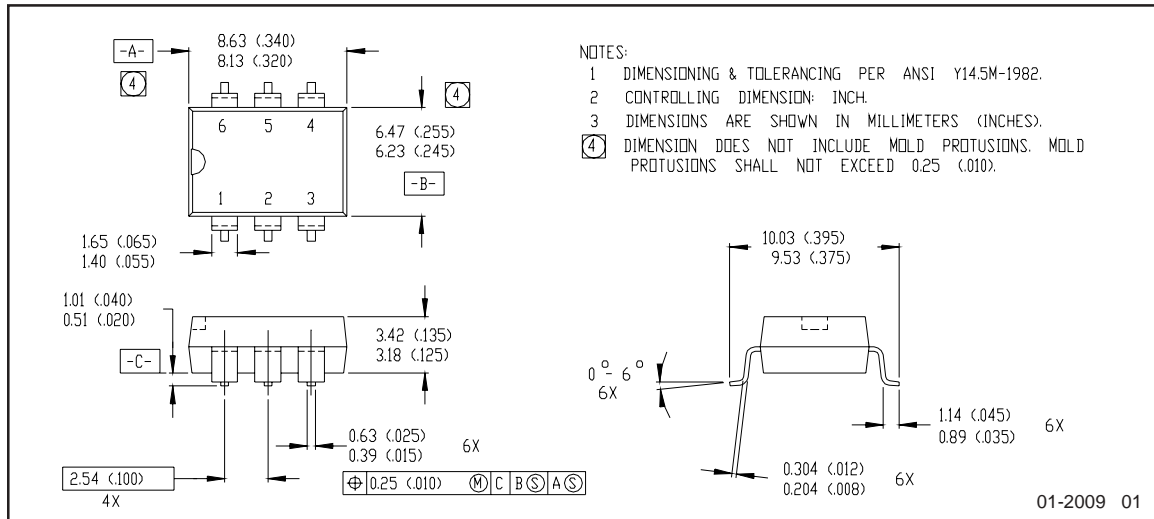 -A-
8.63 (.340)
8.13 (.320)
4
4
6 5 4
1 2 3
6.47 (.255)
6.23 (.245)
-B-
1.65 (.065)
1.40 (.055)
NOTES:
1 DIMENSIONING & TOLERANCING PER ANSI Y14.5M-1982.
2 CONTROLLING DIMENSION: INCH.
3 DIMENSIONS ARE SHOWN IN MILLIMETERS (INCHES).
4 DIMENSION DOES NOT INCLUDE MOLD PROTUSIONS. MOLD
PROTUSIONS SHALL NOT EXCEED 0.25 (.010).
1.01 (.040)
0.51 (.020)
-C-
3.42 (.135)
3.18 (.125)
0.63 (.025)
0.39 (.015)
6X
2.54 (.100)
4X
⌖ 0.25 (.010) Ⓜ C B Ⓢ A Ⓢ
10.03 (.395)
9.53 (.375)
0° - 6°
6X
1.14 (.045)
0.89 (.035)
6X
0.304 (.012)
0.204 (.008)
6X
01-2009 01